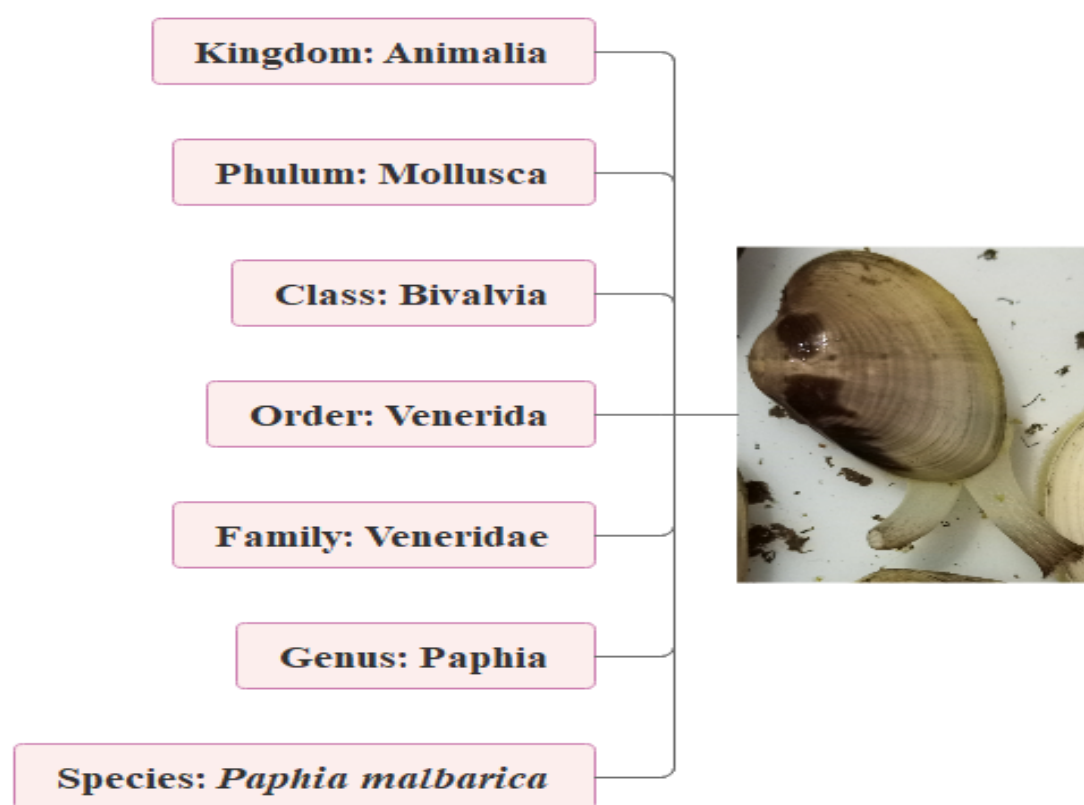 Kingdom: Animalia
Phulum: Mollusca
Class: Bivalvia
Order: Venerida
Family: Veneridae
Genus: Paphia
Species: Paphia malbarica